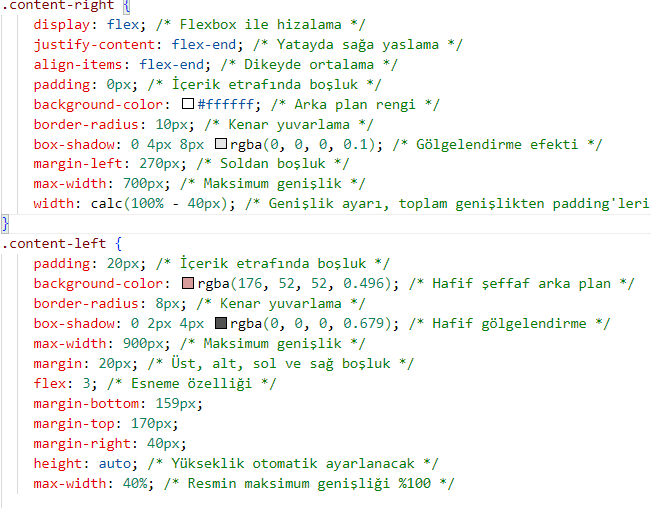 .content-right {
display: flex; /* Flexbox ile hizalama */
justify-content: flex-end; /* Yatayda sağa yaslama */
align-items: flex-end; /* Dikeyde ortalama */
padding: 0px; /* İçerik etrafında boşluk */
background-color: #ffffff; /* Arka plan rengi */
border-radius: 10px; /* Kenar yuvarlama */
box-shadow: 0 4px 8px rgba(0, 0, 0, 0.1); /* Gölgelendirme efekti */
margin-left: 270px; /* Soldan boşluk */
max-width: 700px; /* Maksimum genişlik */
width: calc(100% - 40px); /* Genişlik ayarı, toplam genişlikten padding'leri
}
.content-left {
padding: 20px; /* İçerik etrafında boşluk */
background-color: rgba(176, 52, 52, 0.496); /* Hafif şeffaf arka plan */
border-radius: 8px; /* Kenar yuvarlama */
box-shadow: 0 2px 4px rgba(0, 0, 0, 0.679); /* Hafif gölgelendirme */
max-width: 900px; /* Maksimum genişlik */
margin: 20px; /* Üst, alt, sol ve sağ boşluk */
flex: 3; /* Esneme özelliği */
margin-bottom: 159px;
margin-top: 170px;
margin-right: 40px;
height: auto; /* Yükseklik otomatik ayarlanacak */
max-width: 40%; /* Resmin maksimum genişliği %100 */